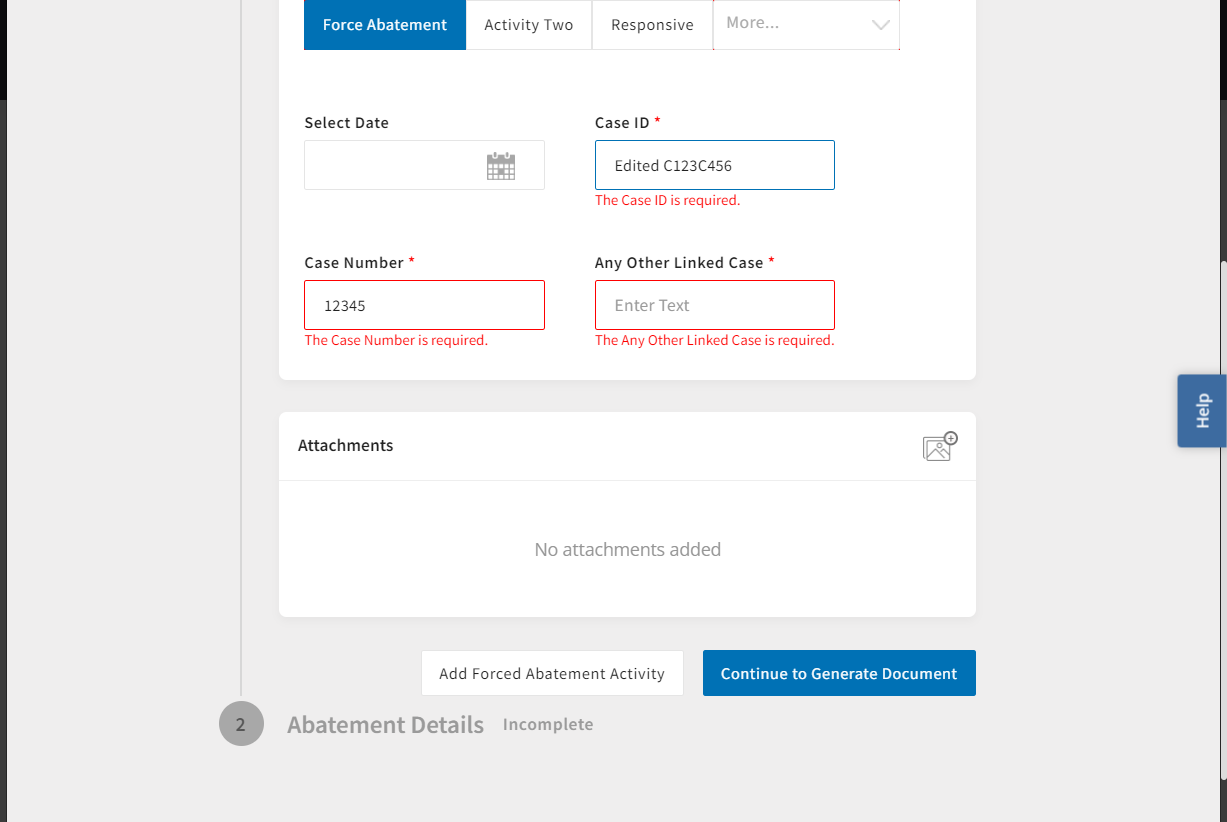 Force Abatement Activity Two Responsive More...
Select Date Case ID *
Edited C123C456
The Case ID is required.
Case Number * Any Other Linked Case *
12345 Enter Text
The Case Number is required. The Any Other Linked Case is required.
Help
Attachments
No attachments added
Add Forced Abatement Activity Continue to Generate Document
2 Abatement Details Incomplete